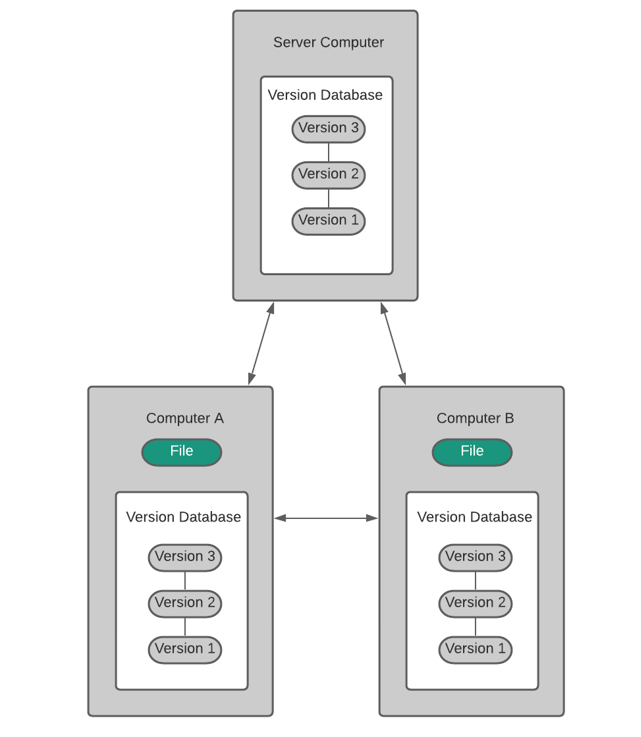 Server Computer
Version Database
Version 3
Version 2
Version 1
Computer A
File
Version Database
Version 3
Version 2
Version 1
Computer B
File
Version Database
Version 3
Version 2
Version 1